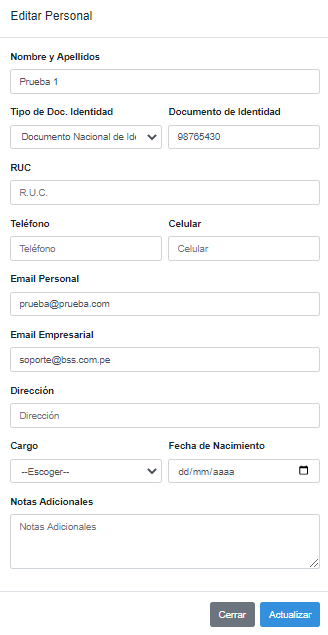 Editar Personal
Nombre y Apellidos
Prueba 1
Tipo de Doc. Identidad Documento de Identidad
Documento Nacional de Ide 98765430
RUC
R.U.C.
Teléfono Celular
Teléfono Celular
Email Personal
prueba@prueba.com
Email Empresarial
soporte@bss.com.pe
Dirección
Dirección
Cargo Fecha de Nacimiento
--Escoger-- dd/mm/aaaa
Notas Adicionales
Notas Adicionales
Cerrar Actualizar